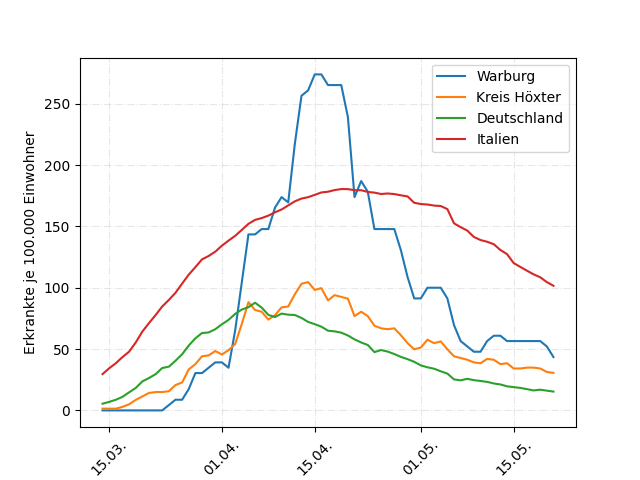 Erkrankte je 100.000 Einwohner
250
200
150
100
50
0
15.03.
01.04.
15.04.
01.05.
15.05.
Warburg
Kreis Höxter
Deutschland
Italien